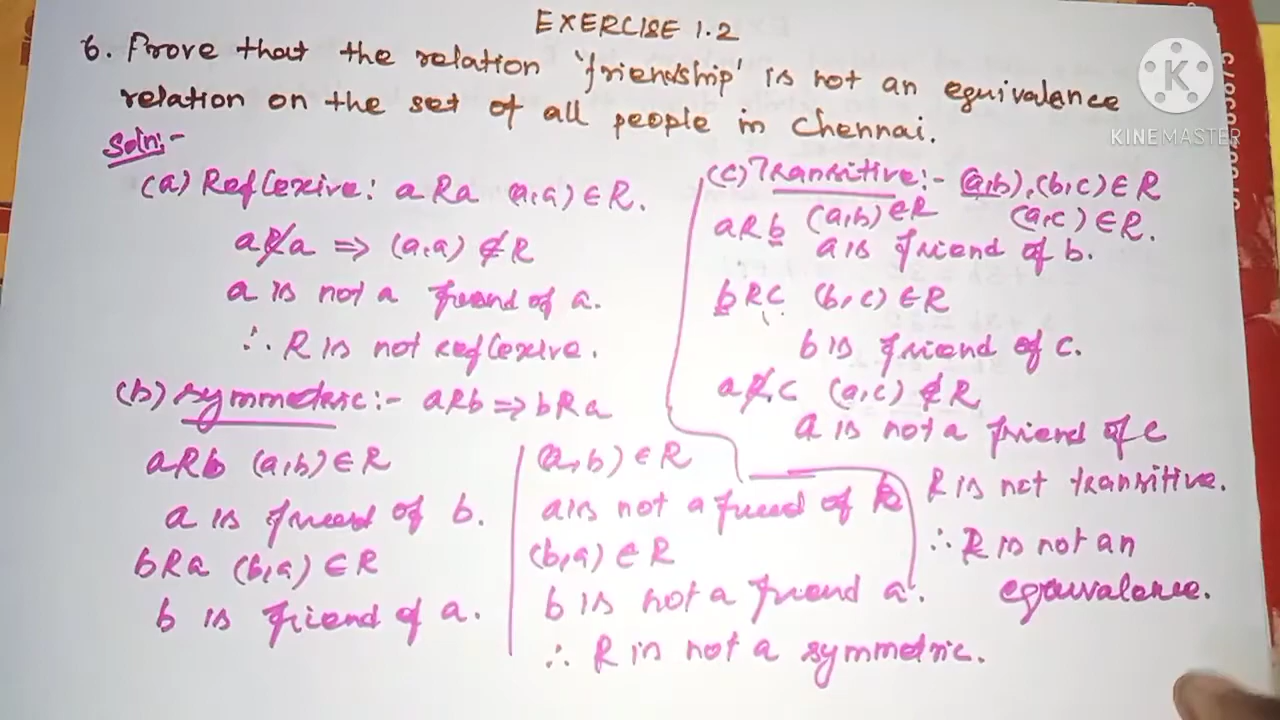 EXERCISE 1.2
6. Prove that the relation 'friendship' is not an equivalence
relation on the set of all people in Chennai.
Soln:-
(a) Reflexive: aRa (a,a) ∈ R.
aR̸a ⇒ (a,a) ∉ R
a is not a friend of a.
∴ R is not reflexive.
(b) symmetric:- aRb ⇒ bRa
aRb (a,b) ∈ R
a is friend of b.
bRa (b,a) ∈ R
b is friend of a.
(a,b) ∈ R
a is not a friend of b
(b,a) ∈ R
b is not a friend a.
∴ R is not a symmetric.
(c) Transitive:- (a,b), (b,c) ∈ R
(a,c) ∈ R.
aRb (a,b) ∈ R
a is friend of b.
bRc (b,c) ∈ R
b is friend of c.
aR̸c (a,c) ∉ R
a is not a friend of c
R is not transitive.
∴ R is not an
equivalence.
K
KINEMASTER